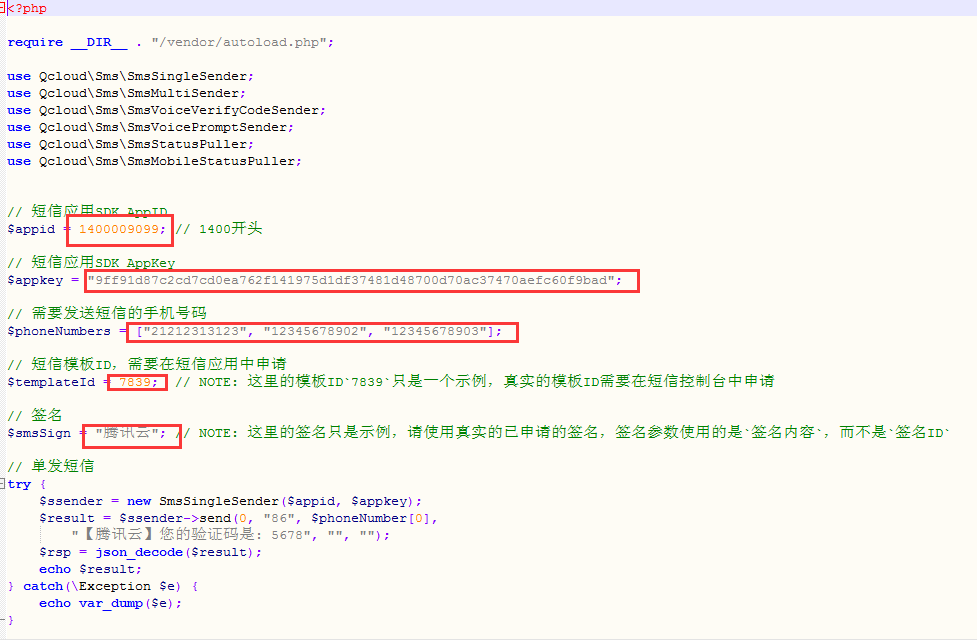 <?php
require __DIR__ . "/vendor/autoload.php";
use Qcloud\Sms\SmsSingleSender;
use Qcloud\Sms\SmsMultiSender;
use Qcloud\Sms\SmsVoiceVerifyCodeSender;
use Qcloud\Sms\SmsVoicePromptSender;
use Qcloud\Sms\SmsStatusPuller;
use Qcloud\Sms\SmsMobileStatusPuller;
// 短信应用SDK AppID
$appid = 1400009099; // 1400开头
// 短信应用SDK AppKey
$appkey = "9ff91d87c2cd7cd0ea762f141975d1df37481d48700d70ac37470aefc60f9bad";
// 需要发送短信的手机号码
$phoneNumbers = ["21212313123", "12345678902", "12345678903"];
// 短信模板ID，需要在短信应用中申请
$templateId = 7839; // NOTE: 这里的模板ID`7839`只是一个示例，真实的模板ID需要在短信控制台中申请
// 签名
$smsSign = "腾讯云"; // NOTE: 这里的签名只是示例，请使用真实的已申请的签名，签名参数使用的是`签名内容`，而不是`签名ID`
// 单发短信
try {
$ssender = new SmsSingleSender($appid, $appkey);
$result = $ssender->send(0, "86", $phoneNumber[0],
"【腾讯云】您的验证码是: 5678", "", "");
$rsp = json_decode($result);
echo $result;
} catch(\Exception $e) {
echo var_dump($e);
}